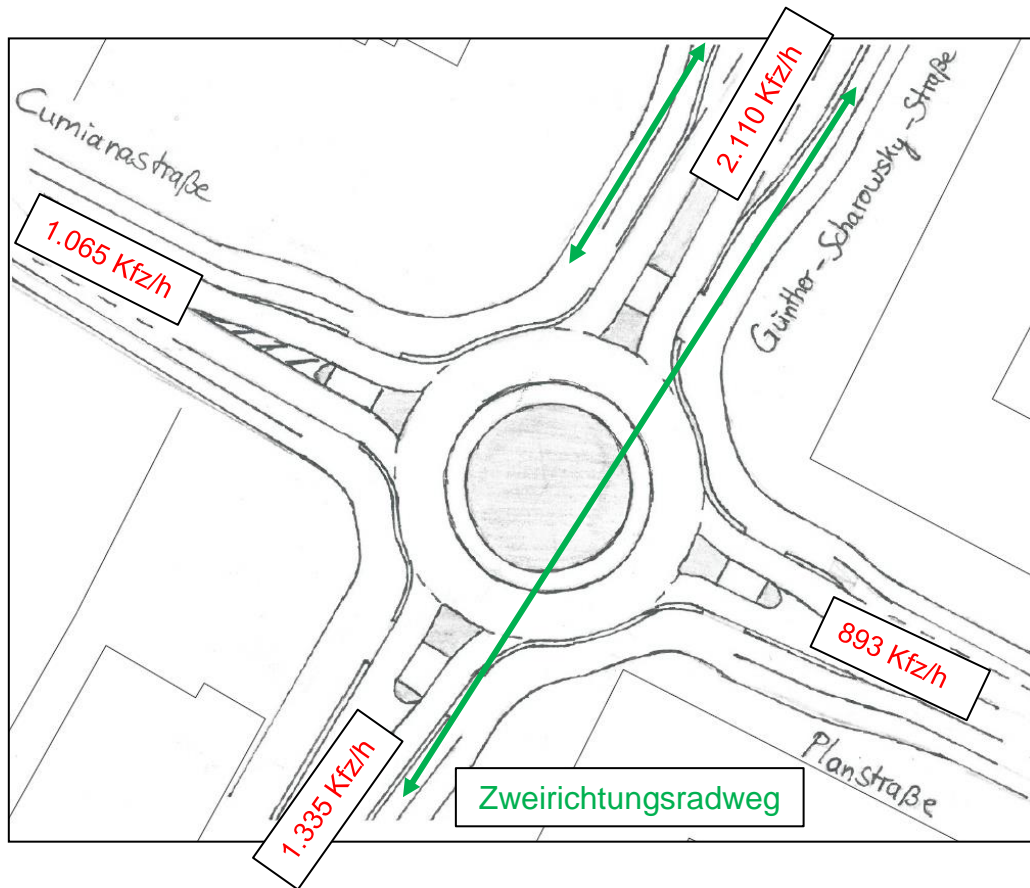 2.110 Kfz/h
Cumianastraße
1.065 Kfz/h
Günther-Scharowsky-Straße
893 Kfz/h
Planstraße
1.335 Kfz/h
Zweirichtungsradweg